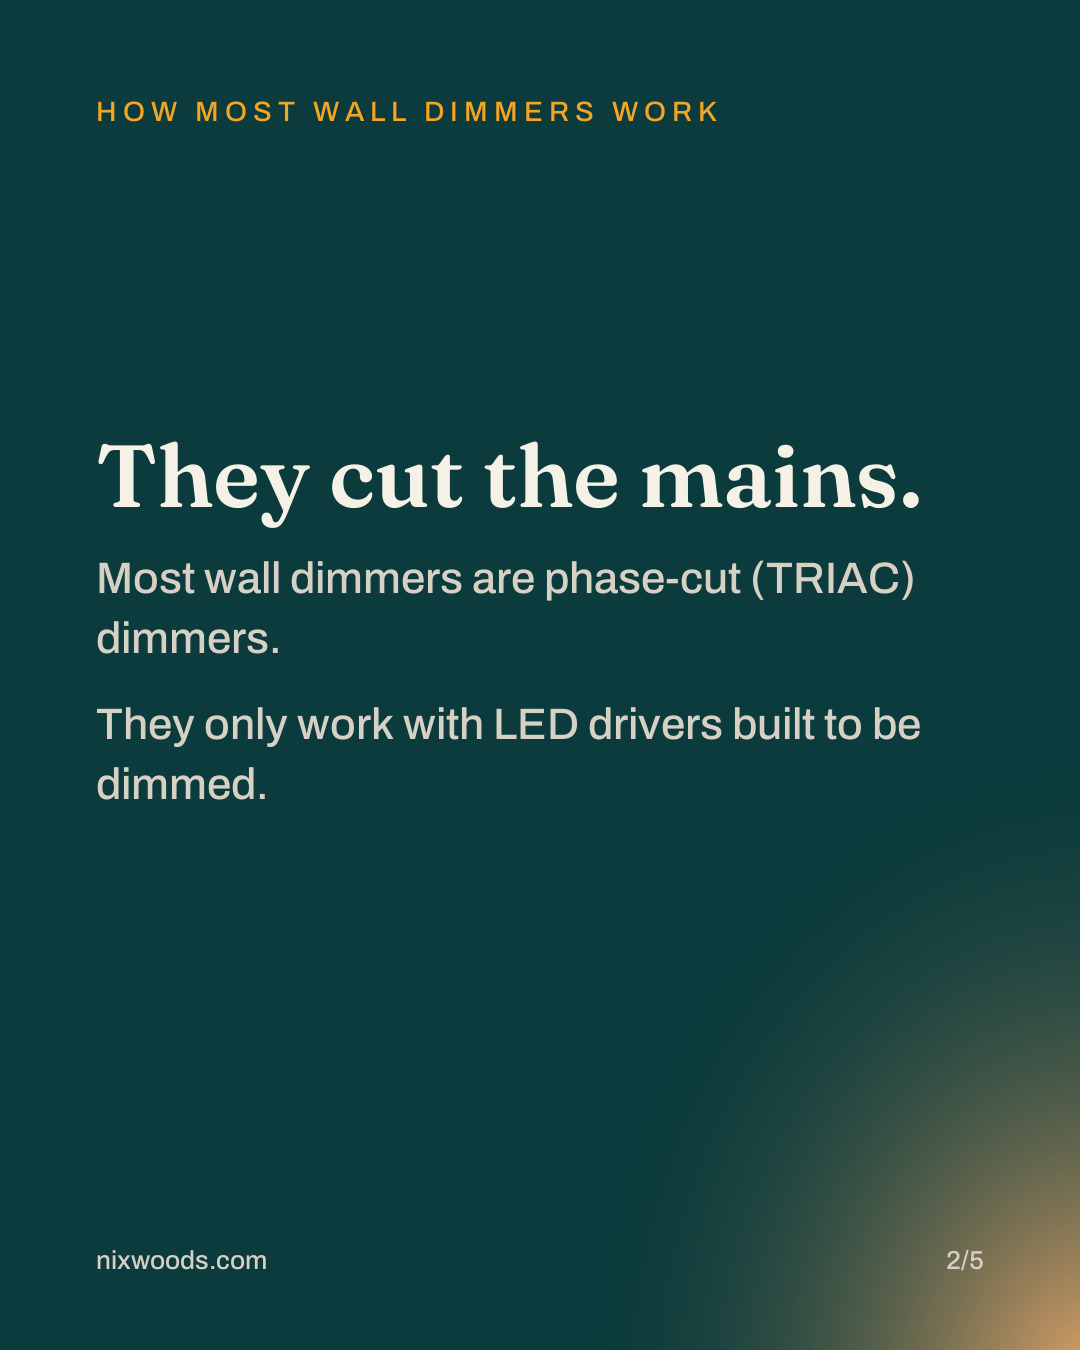 HOW MOST WALL DIMMERS WORK
They cut the mains.
Most wall dimmers are phase-cut (TRIAC)
dimmers.
They only work with LED drivers built to be
dimmed.
nixwoods.com
2/5